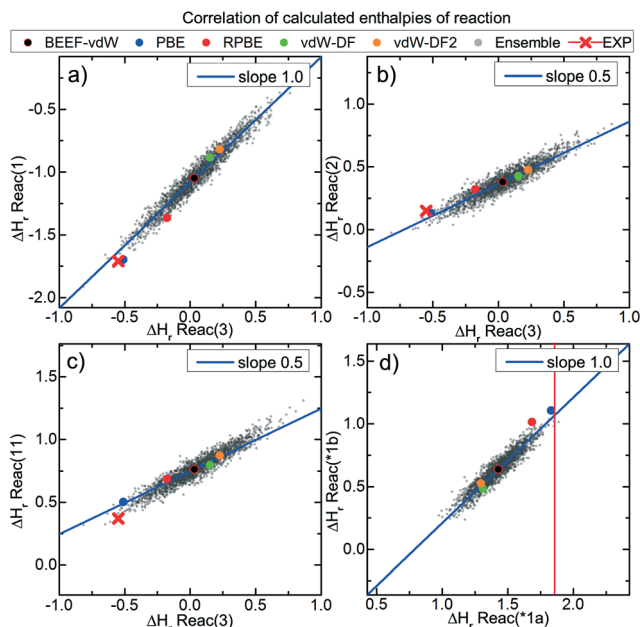 Correlation of calculated enthalpies of reaction
BEEF-vdW PBE RPBE vdW-DF vdW-DF2 Ensemble EXP
a) slope 1.0
-0.5
-1.0
-1.5
-2.0
ΔHr Reac(1)
-1.0 -0.5 0.0 0.5 1.0
ΔHr Reac(3)
b) slope 0.5
1.0
0.5
0.0
-0.5
ΔHr Reac(2)
-1.0 -0.5 0.0 0.5 1.0
ΔHr Reac(3)
c) slope 0.5
1.5
1.0
0.5
0.0
ΔHr Reac(11)
-1.0 -0.5 0.0 0.5 1.0
ΔHr Reac(3)
d) slope 1.0
1.5
1.0
0.5
0.0
ΔHr Reac(*1b)
0.5 1.0 1.5 2.0
ΔHr Reac(*1a)